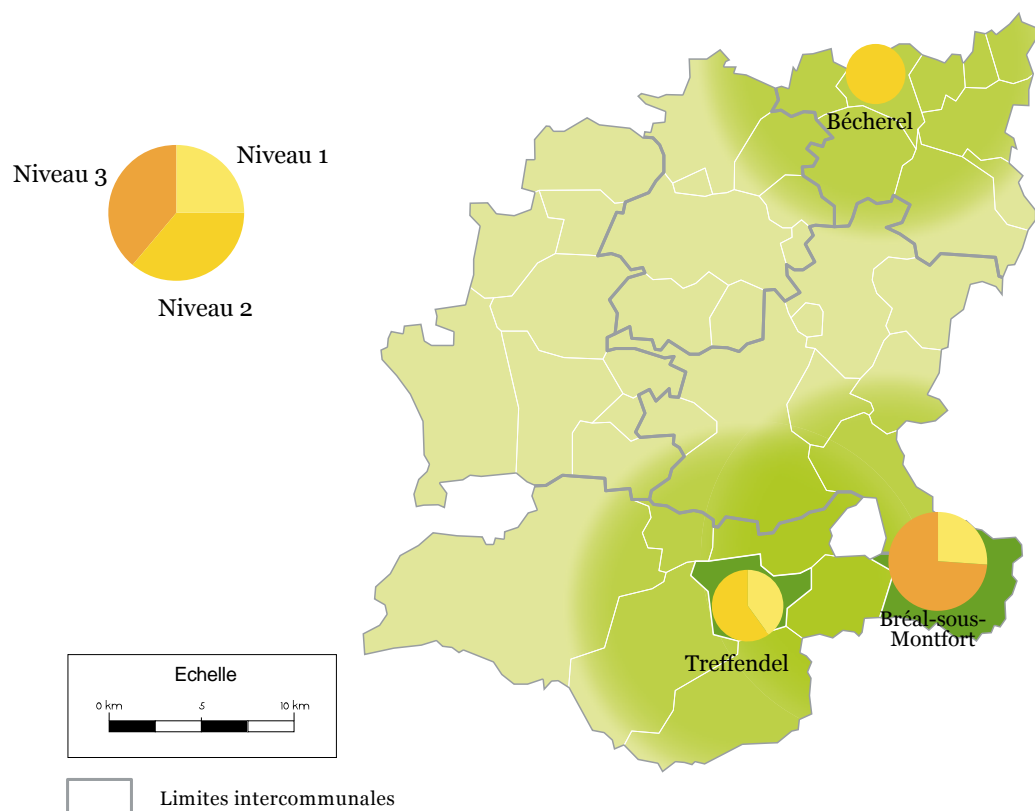 Bécherel
Niveau 1
Niveau 3
Niveau 2
Bréal-sous-
Montfort
Treffendel
Echelle
0 km 5 10 km
Limites intercommunales